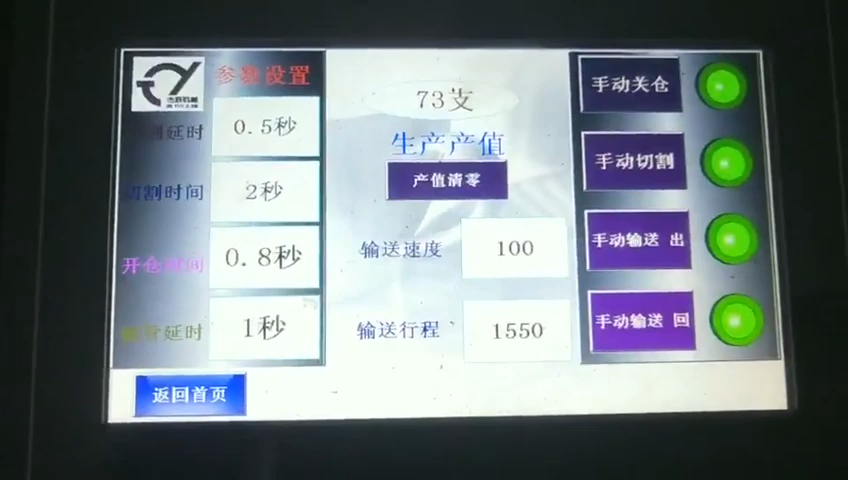 参数设置
延时
0.5秒
切割时间
2秒
开仓时间
0.8秒
延时
1秒
73支
生产产值
产值清零
输送速度
100
输送行程
1550
手动关仓
手动切割
手动输送 出
手动输送 回
返回首页